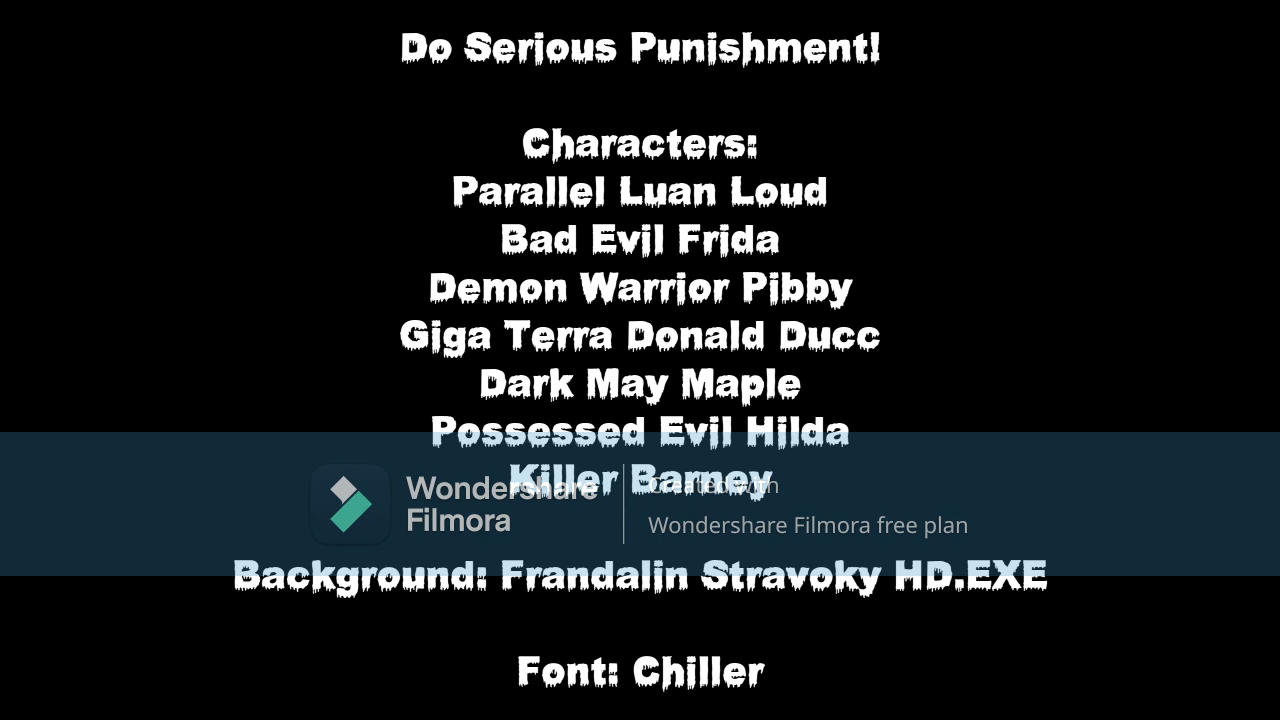 Do Serious Punishment!
Characters:
Parallel Luan Loud
Bad Evil Frida
Demon Warrior Pibby
Giga Terra Donald Ducc
Dark May Maple
Possessed Evil Hilda
Killer Barney
Wondershare
Filmora
Created with
Wondershare Filmora free plan
Background: Frandalin Stravoky HD.EXE
Font: Chiller